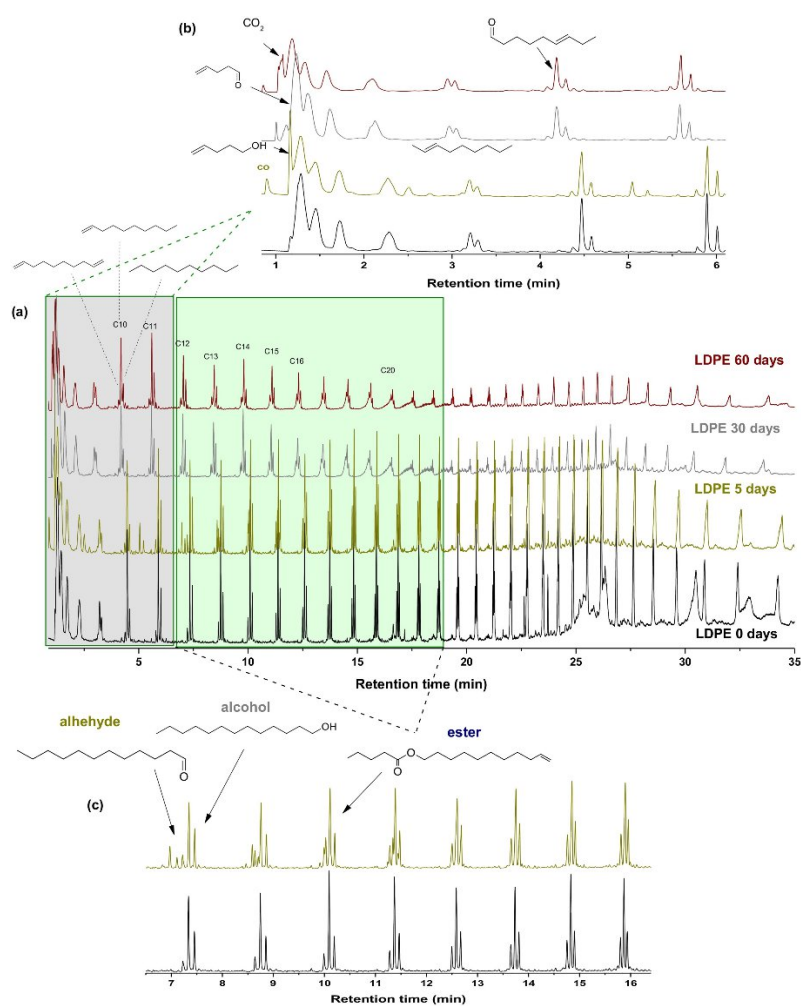 (b)
CO2
O
O
OH
CO
1 2 3 4 5 6
Retention time (min)
(a)
C10
C11
C12
C13
C14
C15
C16
C20
LDPE 60 days
LDPE 30 days
LDPE 5 days
LDPE 0 days
5 10 15 20 25 30 35
Retention time (min)
alhehyde
alcohol
ester
OH
O
O
O
(c)
7 8 9 10 11 12 13 14 15 16
Retention time (min)